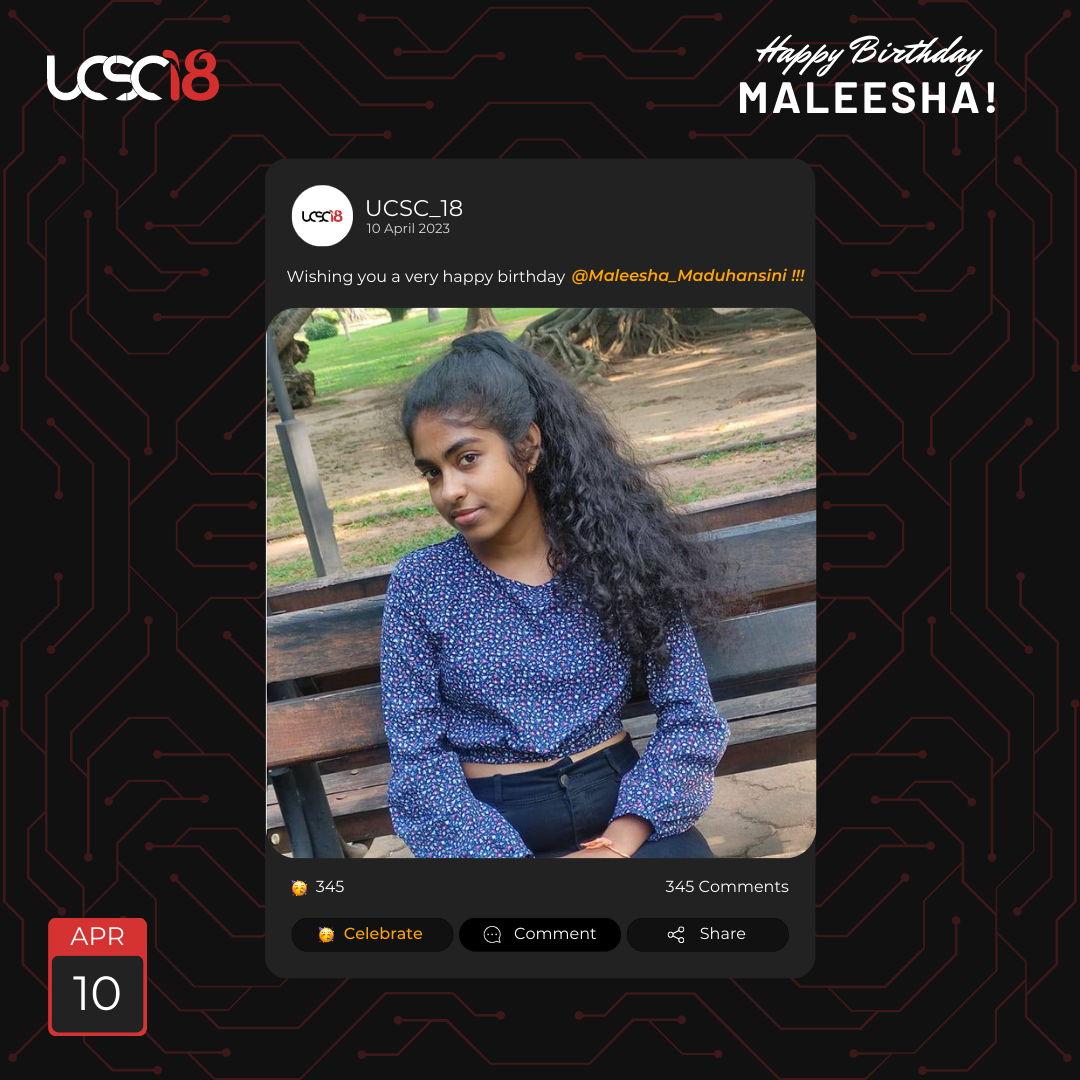 UCSC18
Happy Birthday
MALEESHA!
UCSC18
UCSC_18
10 April 2023
Wishing you a very happy birthday @Maleesha_Maduhansini !!!
345
345 Comments
Celebrate
Comment
Share
APR
10